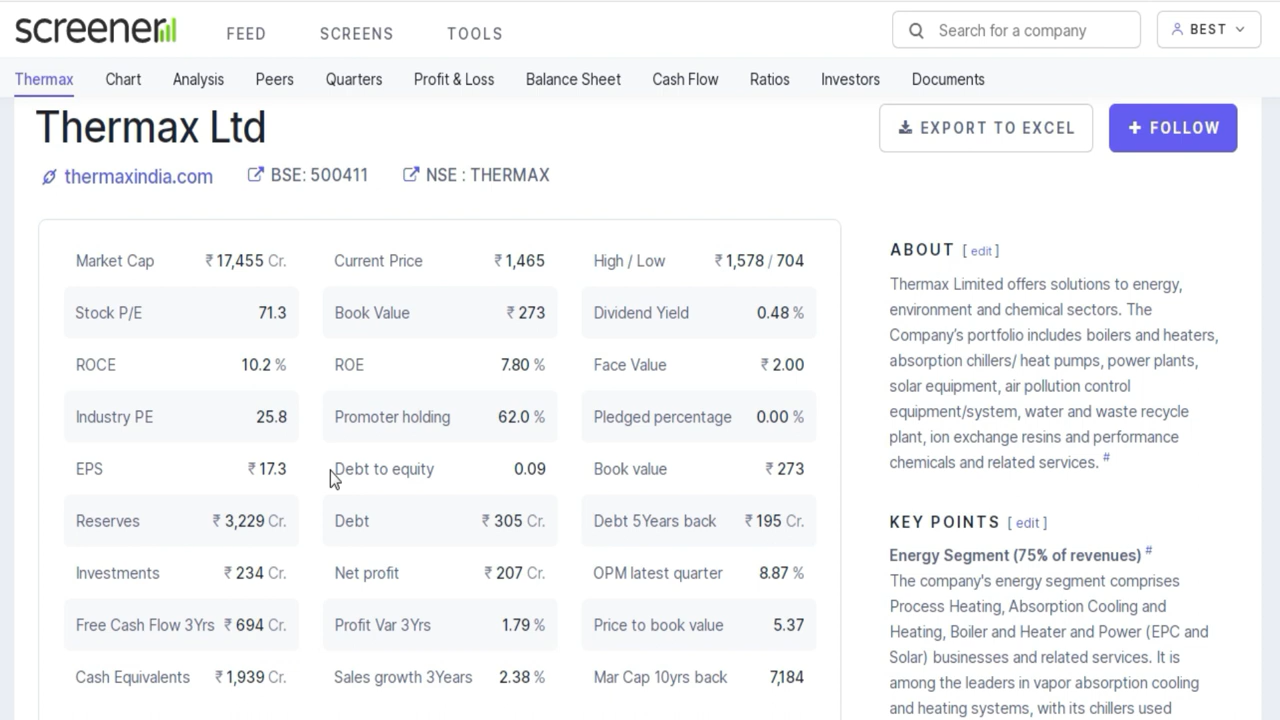 screener
FEED SCREENS TOOLS
Search for a company
BEST
Thermax Chart Analysis Peers Quarters Profit & Loss Balance Sheet Cash Flow Ratios Investors Documents
Thermax Ltd
EXPORT TO EXCEL
+ FOLLOW
thermaxindia.com BSE: 500411 NSE : THERMAX
Market Cap ₹ 17,455 Cr. Current Price ₹ 1,465 High / Low ₹ 1,578 / 704
Stock P/E 71.3 Book Value ₹ 273 Dividend Yield 0.48 %
ROCE 10.2 % ROE 7.80 % Face Value ₹ 2.00
Industry PE 25.8 Promoter holding 62.0 % Pledged percentage 0.00 %
EPS ₹ 17.3 Debt to equity 0.09 Book value ₹ 273
Reserves ₹ 3,229 Cr. Debt ₹ 305 Cr. Debt 5Years back ₹ 195 Cr.
Investments ₹ 234 Cr. Net profit ₹ 207 Cr. OPM latest quarter 8.87 %
Free Cash Flow 3Yrs ₹ 694 Cr. Profit Var 3Yrs 1.79 % Price to book value 5.37
Cash Equivalents ₹ 1,939 Cr. Sales growth 3Years 2.38 % Mar Cap 10yrs back 7,184
ABOUT [ edit ]
Thermax Limited offers solutions to energy,
environment and chemical sectors. The
Company's portfolio includes boilers and heaters,
absorption chillers/ heat pumps, power plants,
solar equipment, air pollution control
equipment/system, water and waste recycle
plant, ion exchange resins and performance
chemicals and related services. #
KEY POINTS [ edit ]
Energy Segment (75% of revenues) #
The company's energy segment comprises
Process Heating, Absorption Cooling and
Heating, Boiler and Heater and Power (EPC and
Solar) businesses and related services. It is
among the leaders in vapor absorption cooling
and heating systems, with its chillers used